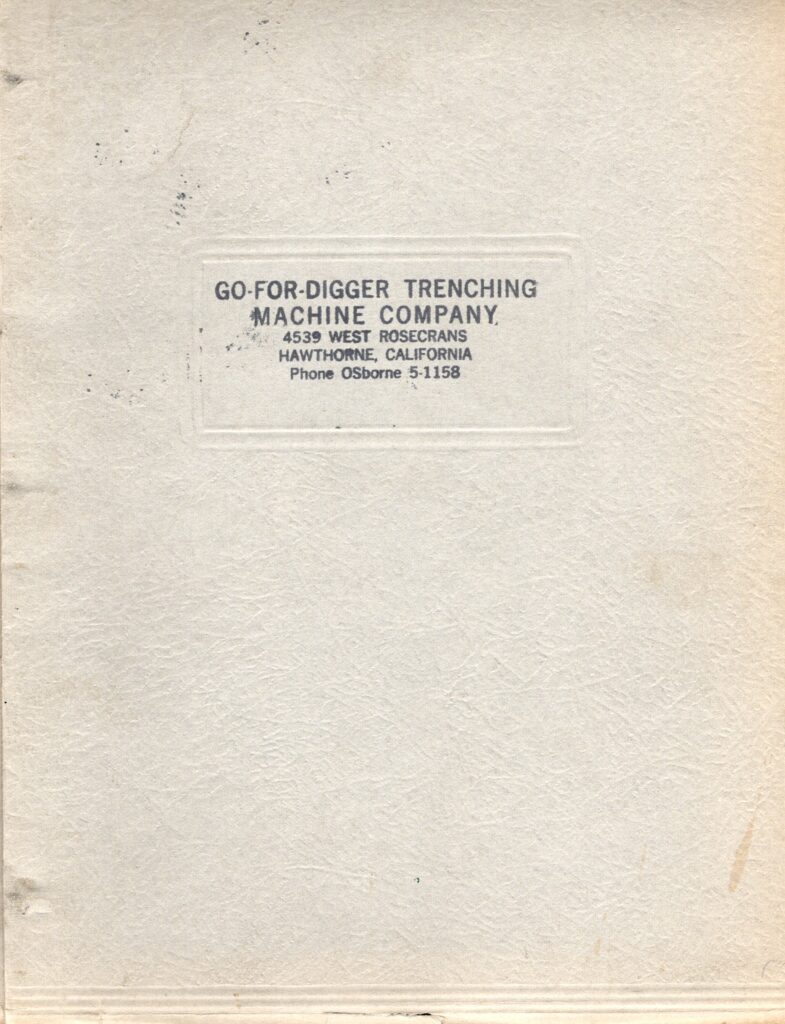 GO-FOR-DIGGER TRENCHING
MACHINE COMPANY,
4539 WEST ROSECRANS
HAWTHORNE, CALIFORNIA
Phone OSborne 5-1158